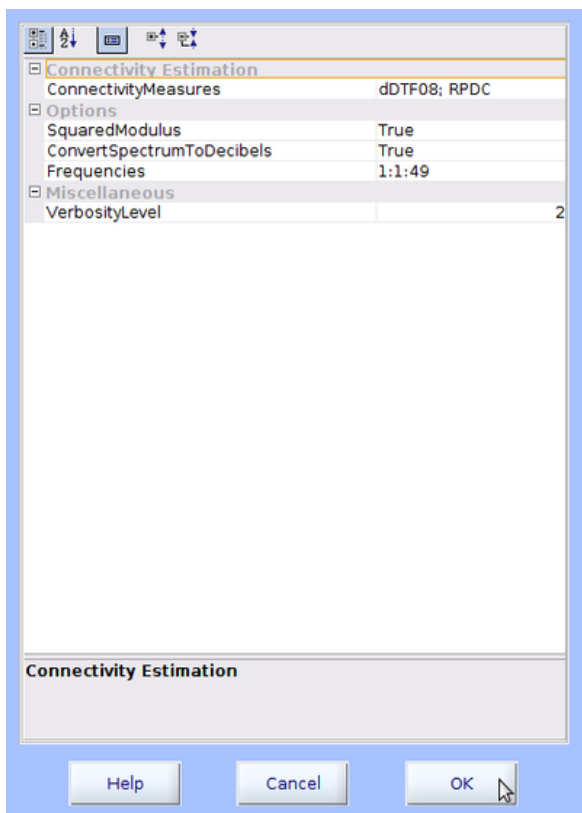 Connectivity Estimation
ConnectivityMeasures dDTF08; RPDC
Options
SquaredModulus True
ConvertSpectrumToDecibels True
Frequencies 1:1:49
Miscellaneous
VerbosityLevel 2
Connectivity Estimation
Help Cancel OK